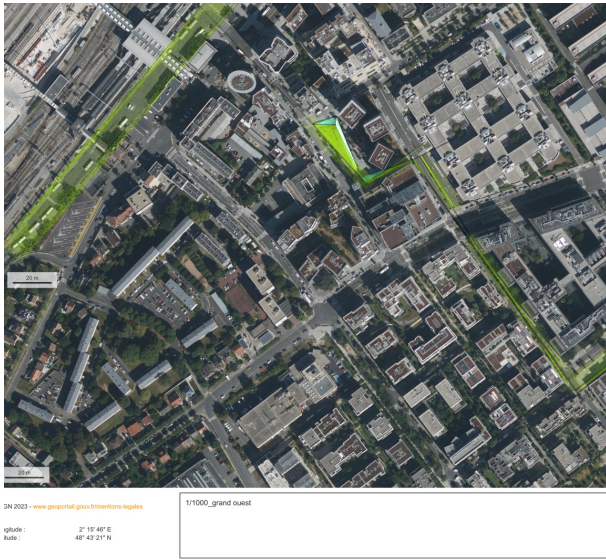 20 m
20 m
GN 2023 - www.geoportail.gouv.fr/mentions-legales
gitude : 2° 15' 46" E
itude : 48° 43' 21" N
1/1000_grand ouest